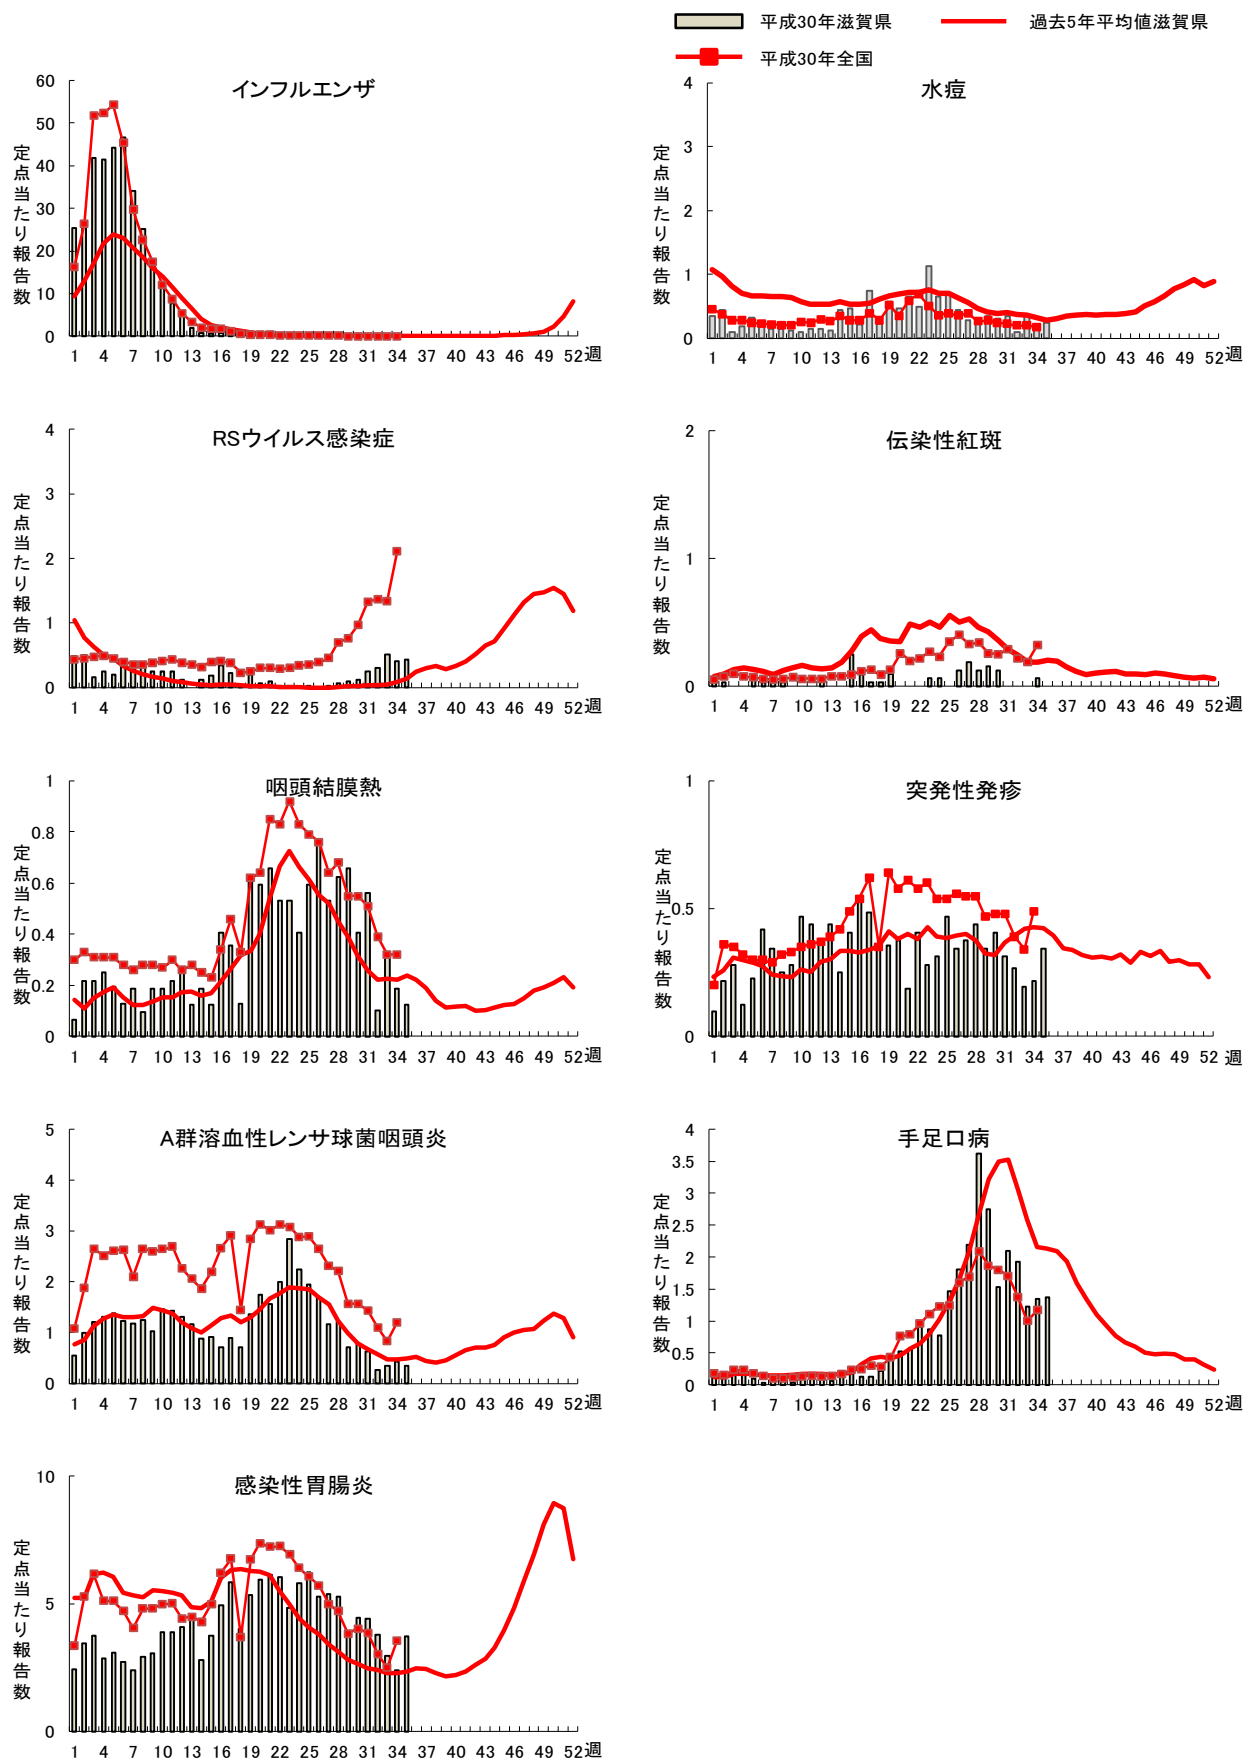 平成30年滋賀県
過去5年平均値滋賀県
平成30年全国
インフルエンザ
定点当たり報告数
60
50
40
30
20
10
0
1 4 7 10 13 16 19 22 25 28 31 34 37 40 43 46 49 52週
水痘
定点当たり報告数
4
3
2
1
0
1 4 7 10 13 16 19 22 25 28 31 34 37 40 43 46 49 52週
RSウイルス感染症
定点当たり報告数
4
3
2
1
0
1 4 7 10 13 16 19 22 25 28 31 34 37 40 43 46 49 52週
伝染性紅斑
定点当たり報告数
2
1
0
1 4 7 10 13 16 19 22 25 28 31 34 37 40 43 46 49 52週
咽頭結膜熱
定点当たり報告数
1
0.8
0.6
0.4
0.2
0
1 4 7 10 13 16 19 22 25 28 31 34 37 40 43 46 49 52週
突発性発疹
定点当たり報告数
1
0.5
0
1 4 7 10 13 16 19 22 25 28 31 34 37 40 43 46 49 52週
A群溶血性レンサ球菌咽頭炎
定点当たり報告数
5
4
3
2
1
0
1 4 7 10 13 16 19 22 25 28 31 34 37 40 43 46 49 52週
手足口病
定点当たり報告数
4
3.5
3
2.5
2
1.5
1
0.5
0
1 4 7 10 13 16 19 22 25 28 31 34 37 40 43 46 49 52週
感染性胃腸炎
定点当たり報告数
10
5
0
1 4 7 10 13 16 19 22 25 28 31 34 37 40 43 46 49 52週